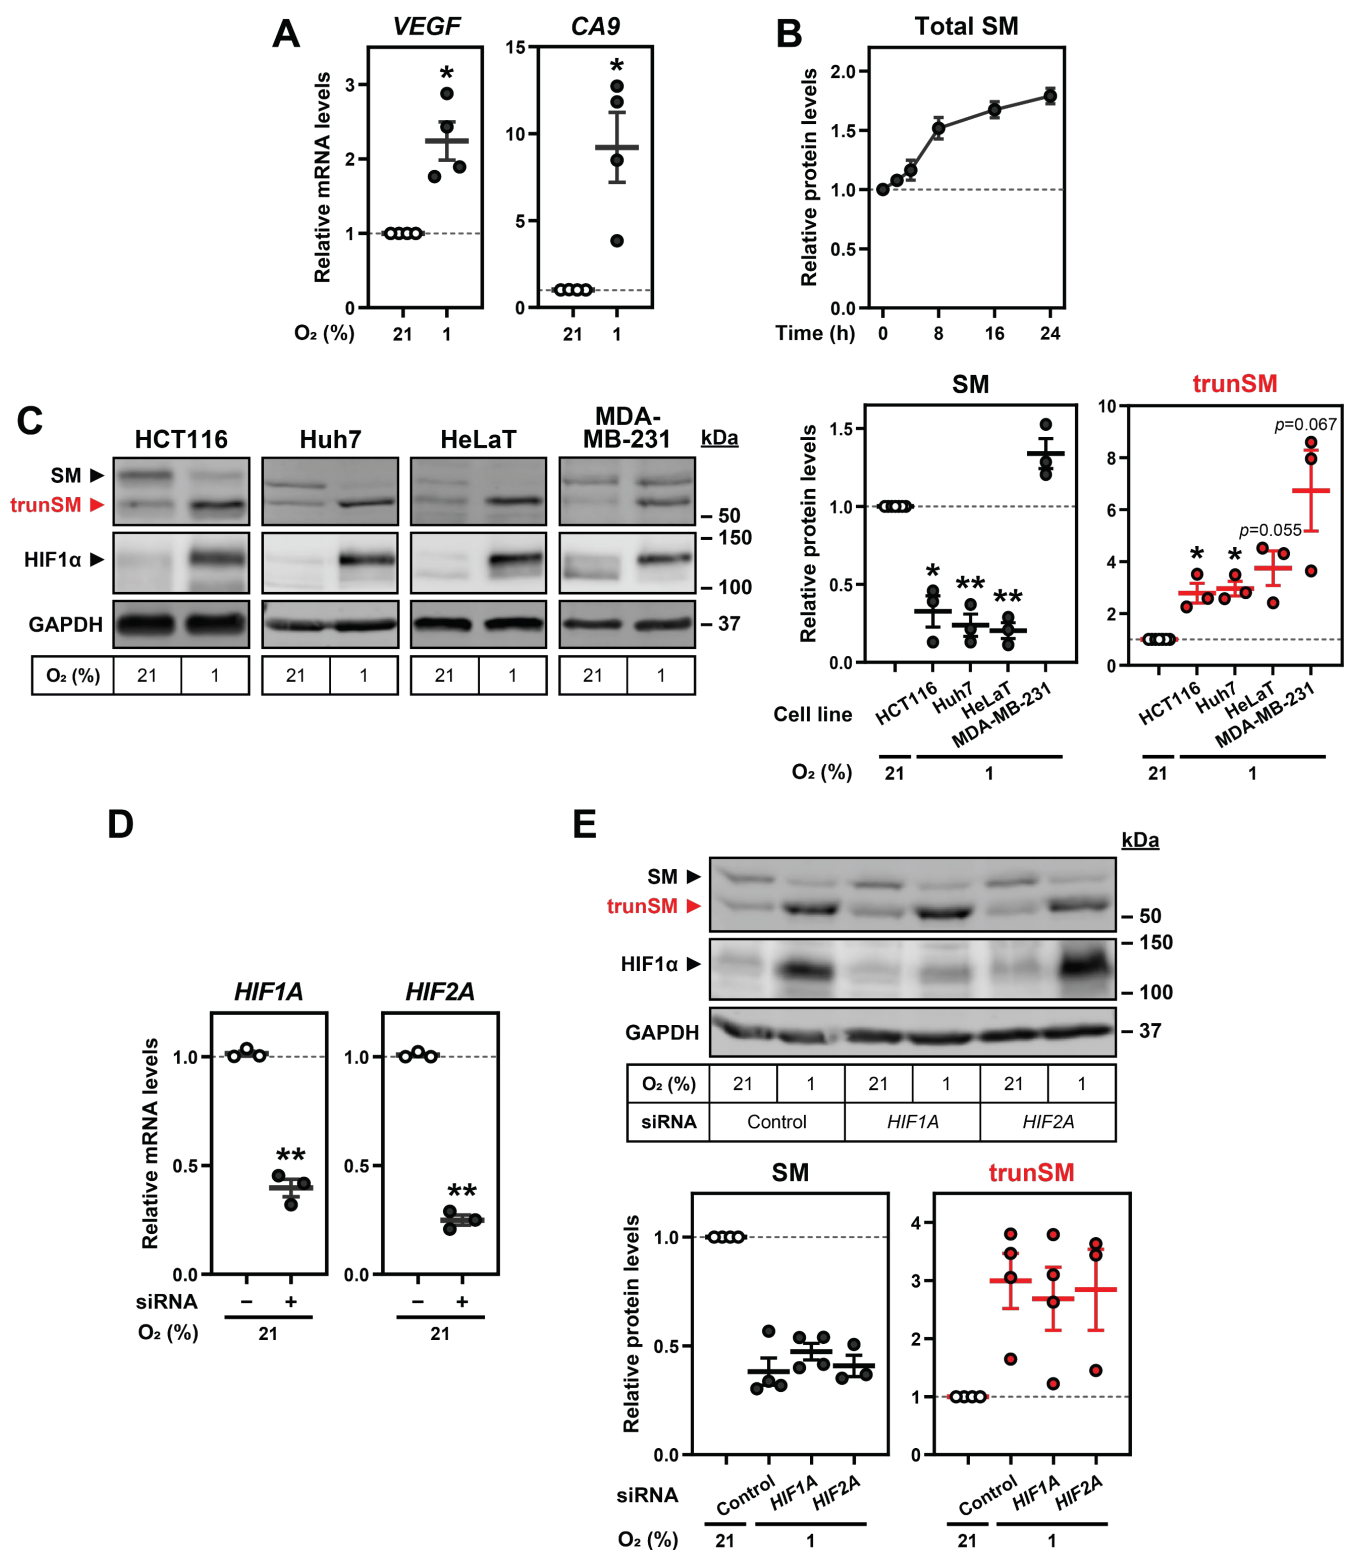 A
VEGF
CA9
Relative mRNA levels
3
2
1
0
15
10
5
0
*
*
O₂ (%)
21
1
21
1
B
Total SM
Relative protein levels
2.0
1.5
1.0
0.5
0.0
Time (h)
0
8
16
24
C
HCT116
Huh7
HeLaT
MDA-
MB-231
kDa
SM
trunSM
50
150
HIF1α
100
GAPDH
37
O₂ (%)
21
1
21
1
21
1
21
1
SM
Relative protein levels
1.5
1.0
0.5
0.0
*
**
**
Cell line
HCT116
Huh7
HeLaT
MDA-MB-231
O₂ (%)
21
1
trunSM
10
8
6
4
2
0
*
*
p=0.055
p=0.067
HCT116
Huh7
HeLaT
MDA-MB-231
21
1
D
HIF1A
HIF2A
Relative mRNA levels
1.0
0.5
0.0
1.0
0.5
0.0
**
**
siRNA
−
+
−
+
O₂ (%)
21
21
E
kDa
SM
trunSM
50
150
HIF1α
100
GAPDH
37
O₂ (%)
21
1
21
1
21
1
siRNA
Control
HIF1A
HIF2A
SM
Relative protein levels
1.0
0.5
0.0
siRNA
Control
HIF1A
HIF2A
O₂ (%)
21
1
trunSM
4
3
2
1
0
Control
HIF1A
HIF2A
21
1